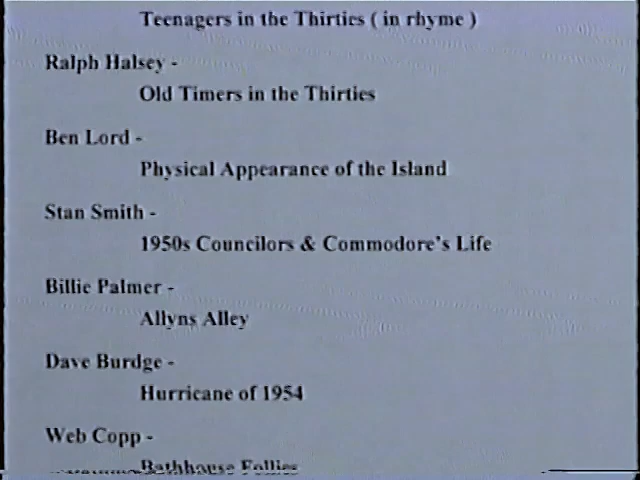 Teenagers in the Thirties ( in rhyme )
Ralph Halsey -
Old Timers in the Thirties
Ben Lord -
Physical Appearance of the Island
Stan Smith -
1950s Councilors & Commodore's Life
Billie Palmer -
Allyns Alley
Dave Burdge -
Hurricane of 1954
Web Copp -
Bathhouse Follies